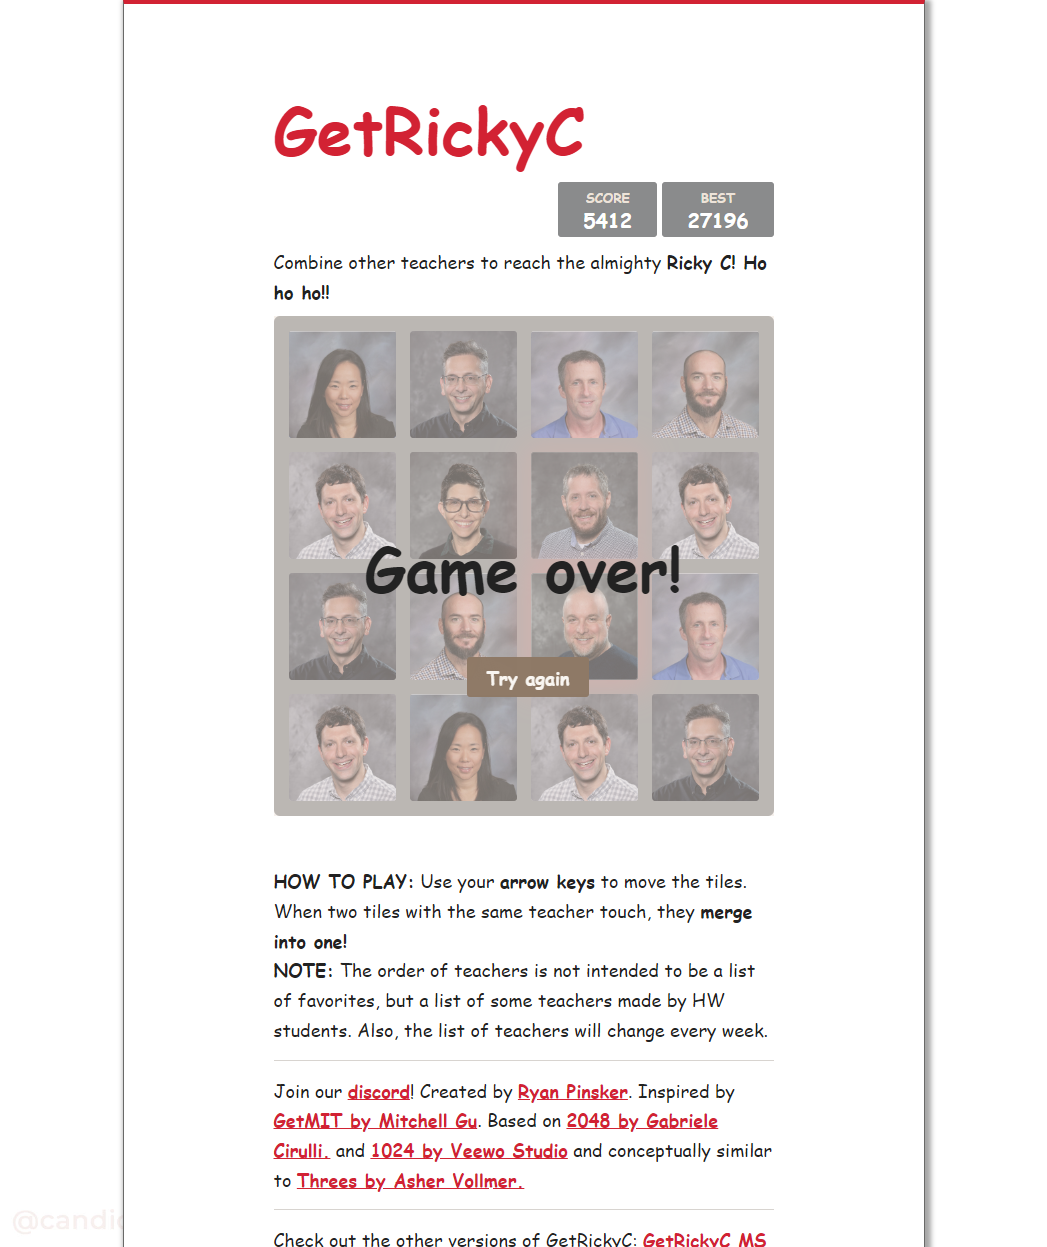 GetRickyC
SCORE BEST
5412 27196
Combine other teachers to reach the almighty Ricky C! Ho
ho ho!!
Game over!
Try again
HOW TO PLAY: Use your arrow keys to move the tiles.
When two tiles with the same teacher touch, they merge
into one!
NOTE: The order of teachers is not intended to be a list
of favorites, but a list of some teachers made by HW
students. Also, the list of teachers will change every week.
Join our discord! Created by Ryan Pinsker. Inspired by
GetMIT by Mitchell Gu. Based on 2048 by Gabriele
Cirulli. and 1024 by Veewo Studio and conceptually similar
to Threes by Asher Vollmer.
Check out the other versions of GetRickyC: GetRickyC MS